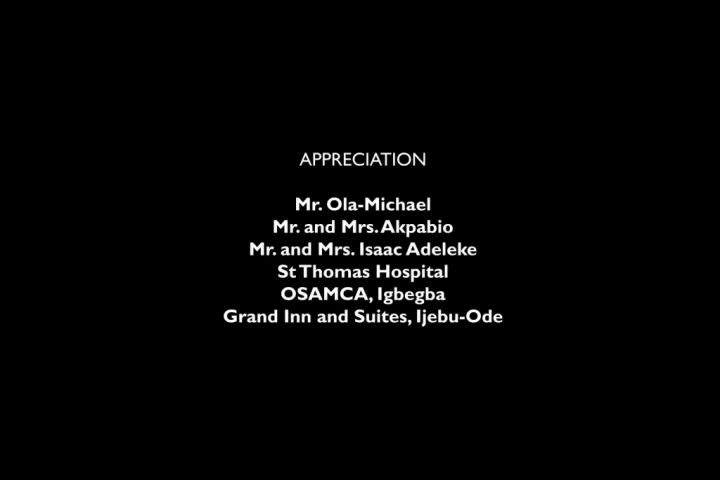 APPRECIATION
Mr. Ola-Michael
Mr. and Mrs. Akpabio
Mr. and Mrs. Isaac Adeleke
St Thomas Hospital
OSAMCA, Igbegba
Grand Inn and Suites, Ijebu-Ode